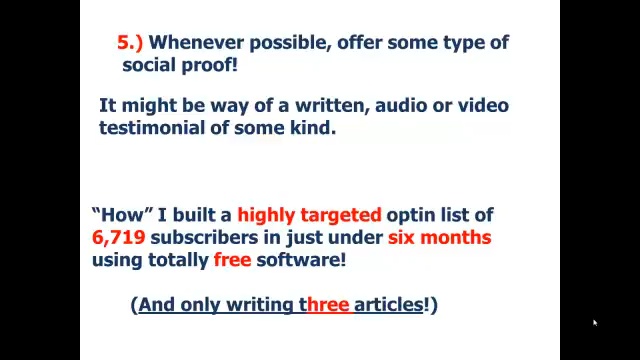 5.) Whenever possible, offer some type of
social proof!
It might be way of a written, audio or video
testimonial of some kind.
“How” I built a highly targeted optin list of
6,719 subscribers in just under six months
using totally free software!
(And only writing three articles!)